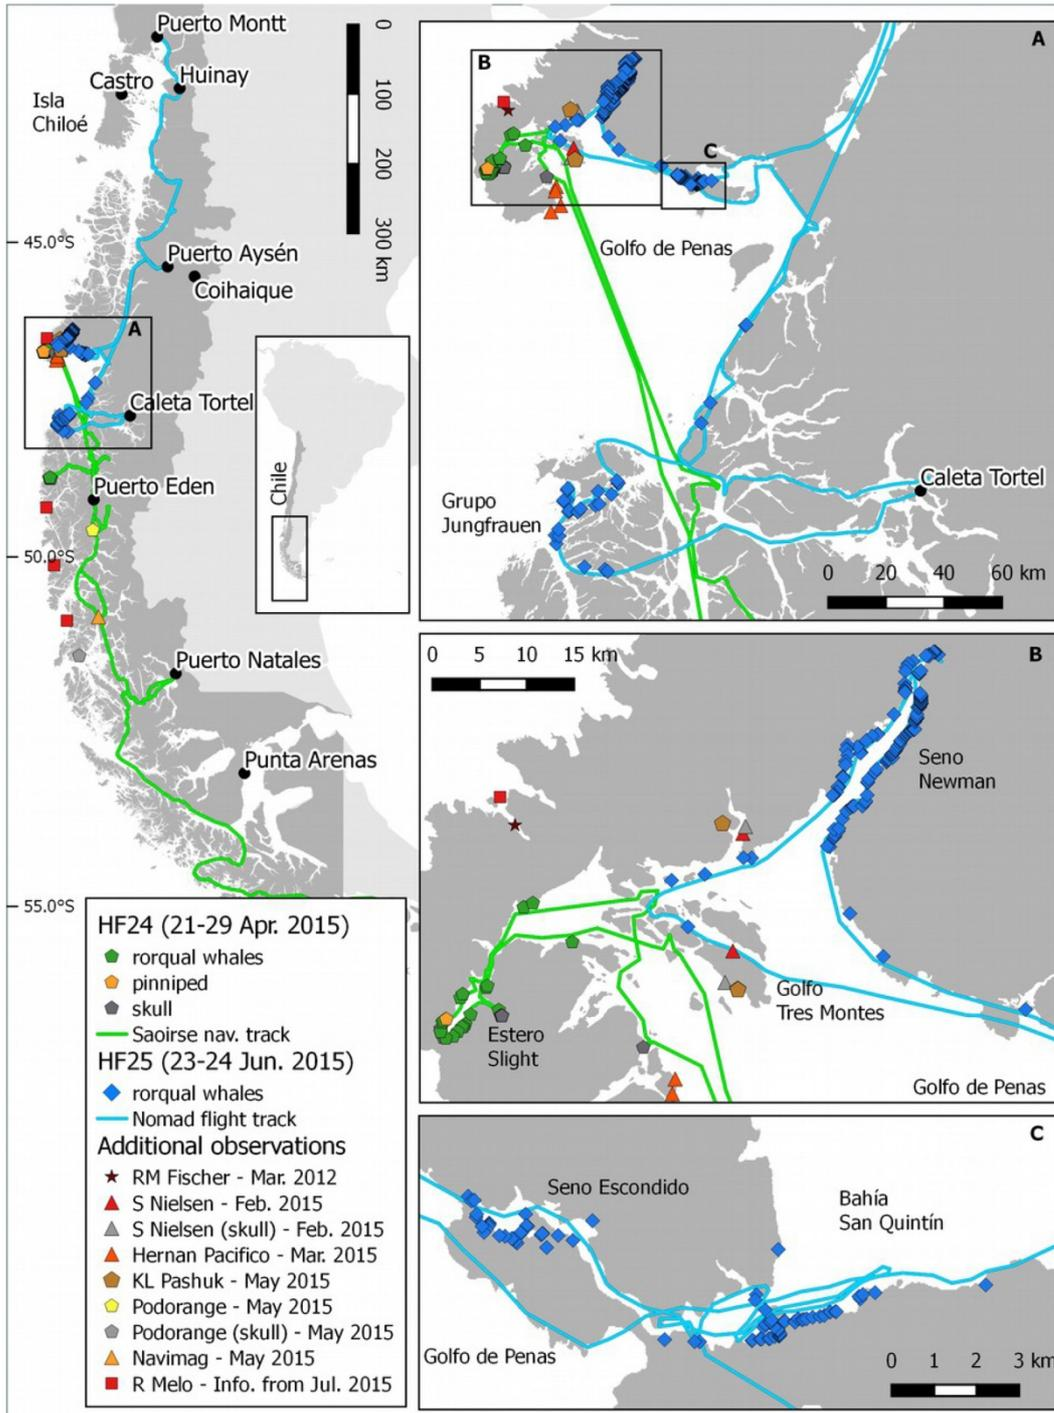 Puerto Montt
Castro
Huinay
Isla
Chiloé
0
100
200
300 km
45.0°S
Puerto Aysén
Coihaique
A
Caleta Tortel
Chile
Puerto Eden
50.0°S
Puerto Natales
Punta Arenas
55.0°S
HF24 (21-29 Apr. 2015)
rorqual whales
pinniped
skull
Saoirse nav. track
HF25 (23-24 Jun. 2015)
rorqual whales
Nomad flight track
Additional observations
RM Fischer - Mar. 2012
S Nielsen - Feb. 2015
S Nielsen (skull) - Feb. 2015
Hernan Pacifico - Mar. 2015
KL Pashuk - May 2015
Podorange - May 2015
Podorange (skull) - May 2015
Navimag - May 2015
R Melo - Info. from Jul. 2015
A
B
C
Golfo de Penas
Grupo
Jungfrauen
Caleta Tortel
0 20 40 60 km
0 5 10 15 km
B
Seno
Newman
Golfo
Tres Montes
Estero
Slight
Golfo de Penas
C
Seno Escondido
Bahía
San Quintín
Golfo de Penas
0 1 2 3 km